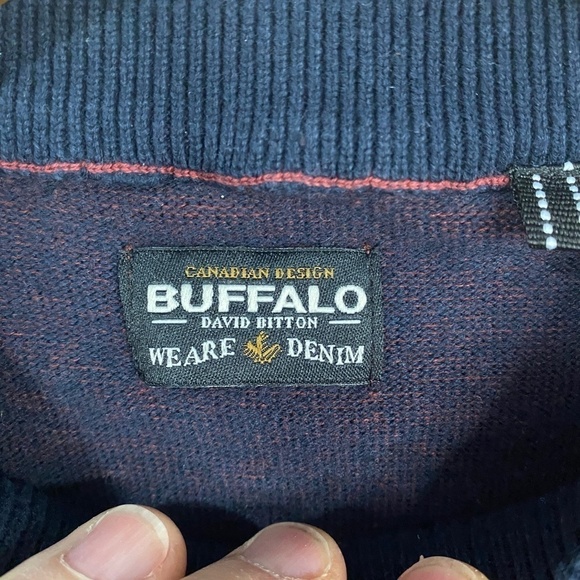 CANADIAN DESIGN
BUFFALO
DAVID BITTON
WE ARE DENIM